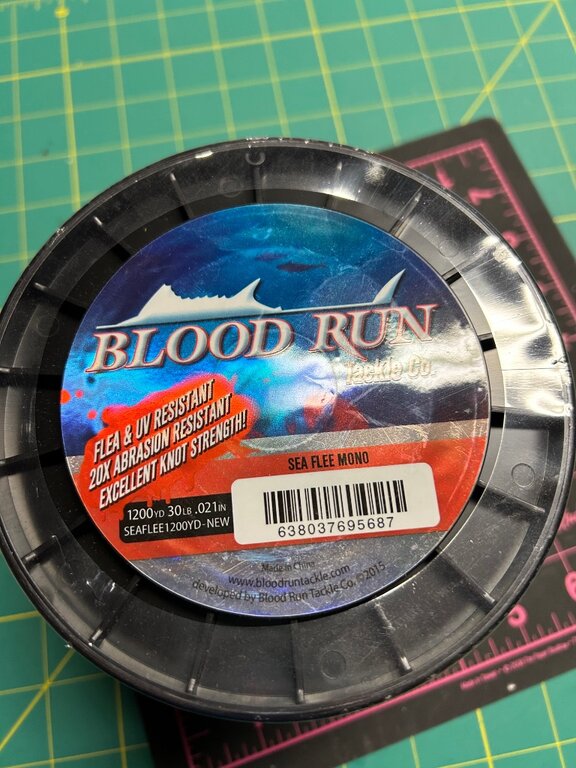 BLOOD RUN
Tackle Co.
FLEA & UV RESISTANT
20X ABRASION RESISTANT
EXCELLENT KNOT STRENGTH!
SEA FLEE MONO
1200YD 30LB .021IN
SEAFLEE1200YD-NEW
638037695687
Made in China
www.bloodruntackle.com
developed by Blood Run Tackle Co. ©2015